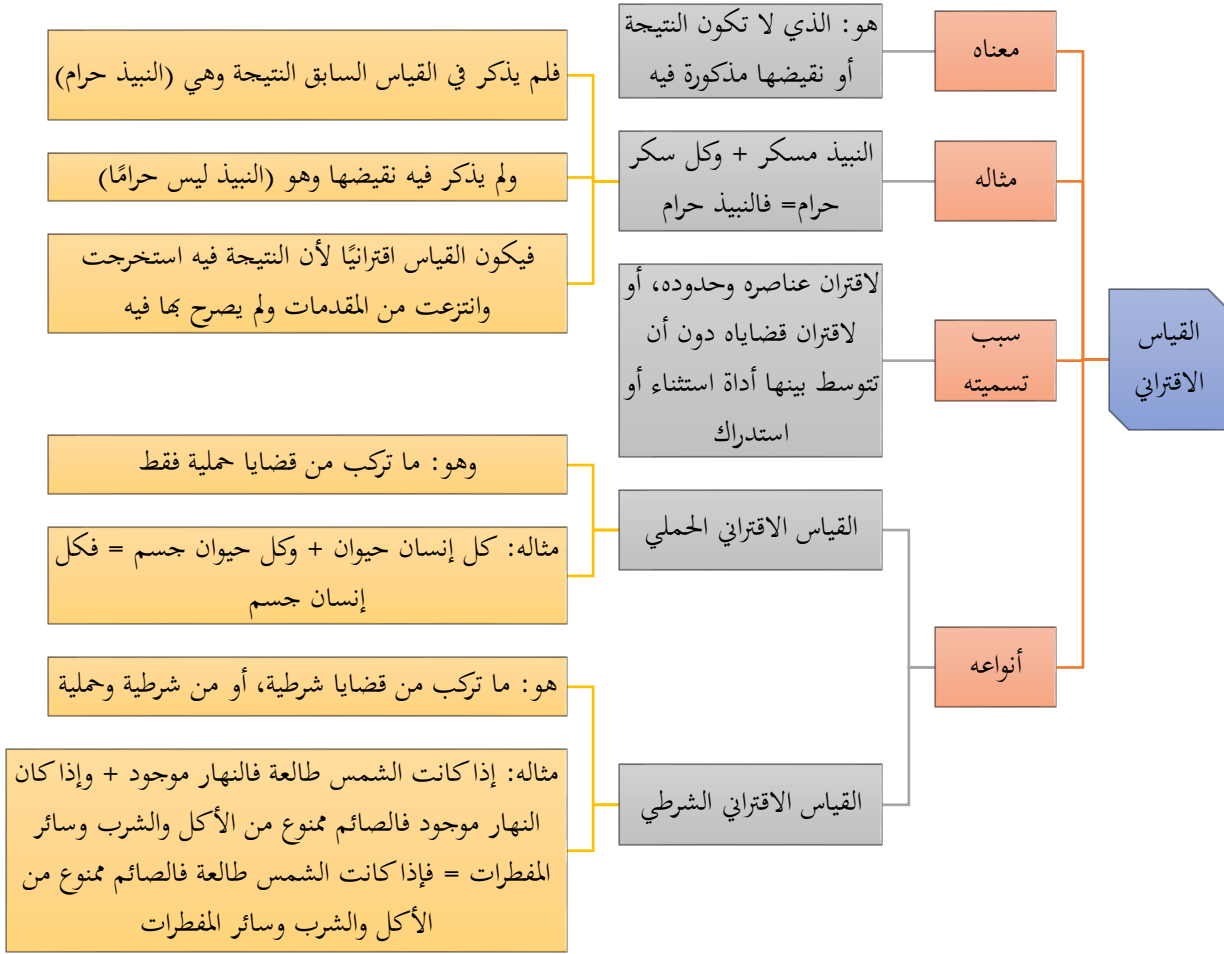 القياس
الاقتراني
معناه
هو: الذي لا تكون النتيجة
أو نقيضها مذكورة فيه
مثاله
النبيذ مسكر + وكل سكر
حرام= فالنبيذ حرام
فلم يذكر في القياس السابق النتيجة وهي (النبيذ حرام)
ولم يذكر فيه نقيضها وهو (النبيذ ليس حرامًا)
فيكون القياس اقترانيًا لأن النتيجة فيه استخرجت
وانتزعت من المقدمات ولم يصرح بها فيه
سبب
تسميته
لاقتران عناصره وحدوده، أو
لاقتران قضاياه دون أن
تتوسط بينها أداة استثناء أو
استدراك
أنواعه
القياس الاقتراني الحملي
وهو: ما تركب من قضايا حملية فقط
مثاله: كل إنسان حيوان + وكل حيوان جسم = فكل
إنسان جسم
القياس الاقتراني الشرطي
هو: ما تركب من قضايا شرطية، أو من شرطية وحملية
مثاله: إذا كانت الشمس طالعة فالنهار موجود + وإذا كان
النهار موجود فالصائم ممنوع من الأكل والشرب وسائر
المفطرات = فإذا كانت الشمس طالعة فالصائم ممنوع من
الأكل والشرب وسائر المفطرات